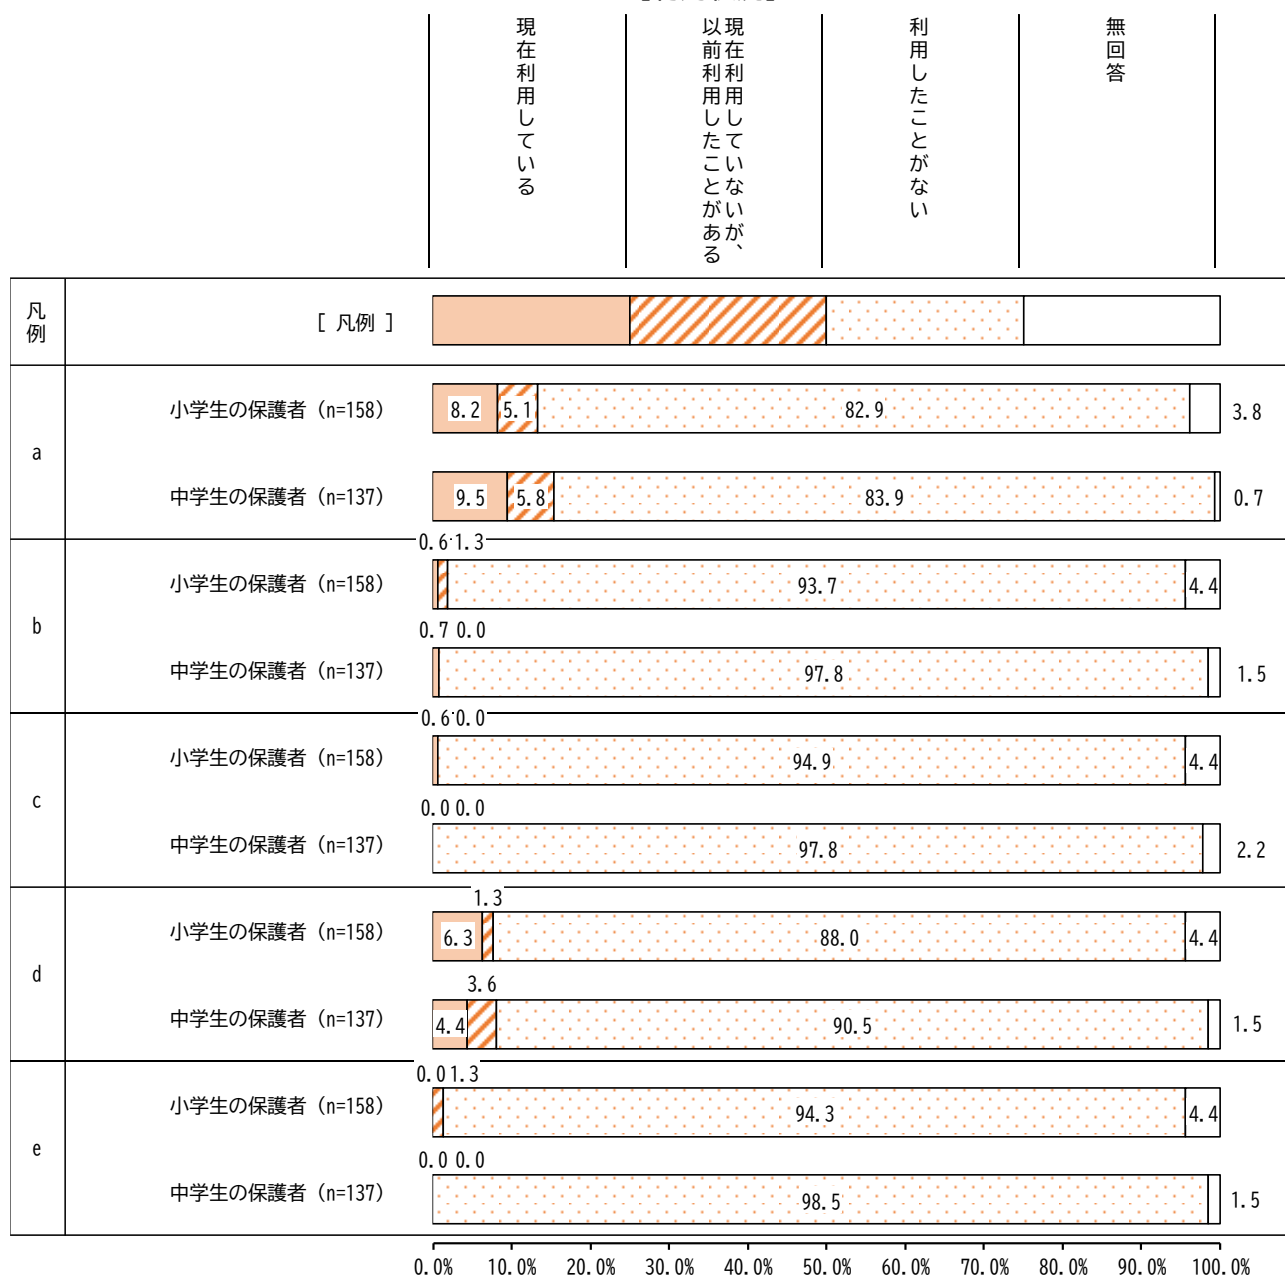 現在利用している
現在利用していないが、
以前利用したことがある
利用したことがない
無回答
凡例
[ 凡例 ]
a
小学生の保護者 (n=158)
8.2 5.1 82.9 3.8
中学生の保護者 (n=137)
9.5 5.8 83.9 0.7
b
0.6 1.3
小学生の保護者 (n=158)
93.7 4.4
0.7 0.0
中学生の保護者 (n=137)
97.8 1.5
c
0.6 0.0
小学生の保護者 (n=158)
94.9 4.4
0.0 0.0
中学生の保護者 (n=137)
97.8 2.2
d
1.3
小学生の保護者 (n=158)
6.3 88.0 4.4
3.6
中学生の保護者 (n=137)
4.4 90.5 1.5
e
0.0 1.3
小学生の保護者 (n=158)
94.3 4.4
0.0 0.0
中学生の保護者 (n=137)
98.5 1.5
0.0% 10.0% 20.0% 30.0% 40.0% 50.0% 60.0% 70.0% 80.0% 90.0% 100.0%